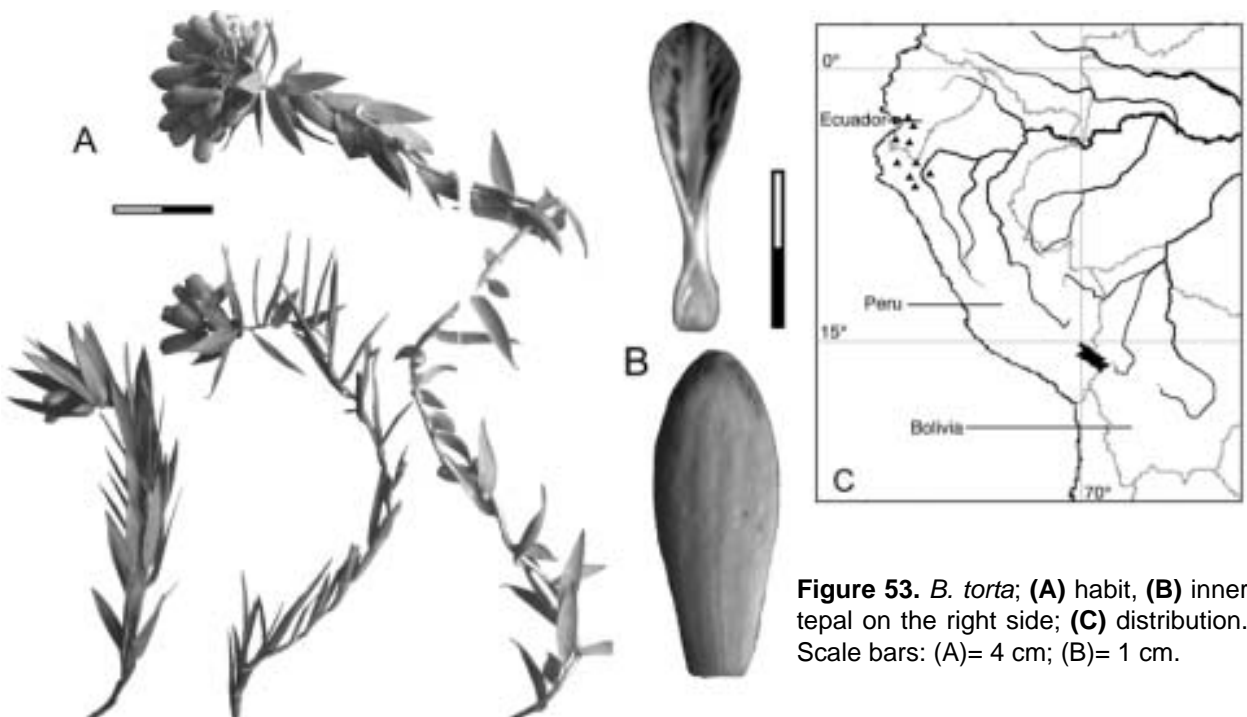 A
B
0°
Ecuador
Peru
15°
Bolivia
C
70°
Figure 53. B. torta; (A) habit, (B) inner
tepal on the right side; (C) distribution.
Scale bars: (A)= 4 cm; (B)= 1 cm.